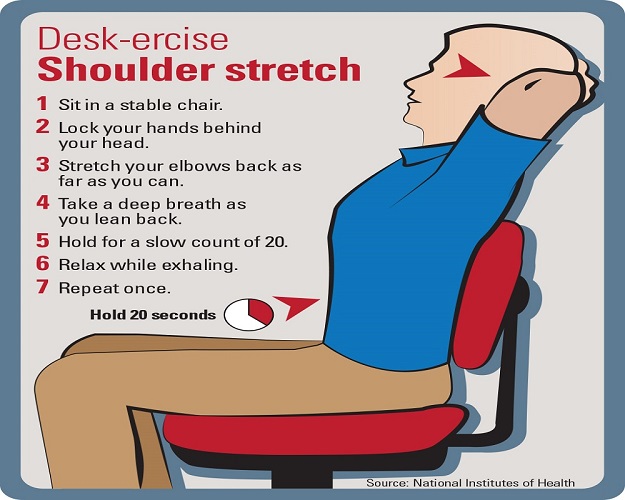 Desk-ercise
Shoulder stretch
1 Sit in a stable chair.
2 Lock your hands behind
your head.
3 Stretch your elbows back as
far as you can.
4 Take a deep breath as
you lean back.
5 Hold for a slow count of 20.
6 Relax while exhaling.
7 Repeat once.
Hold 20 seconds
Source: National Institutes of Health